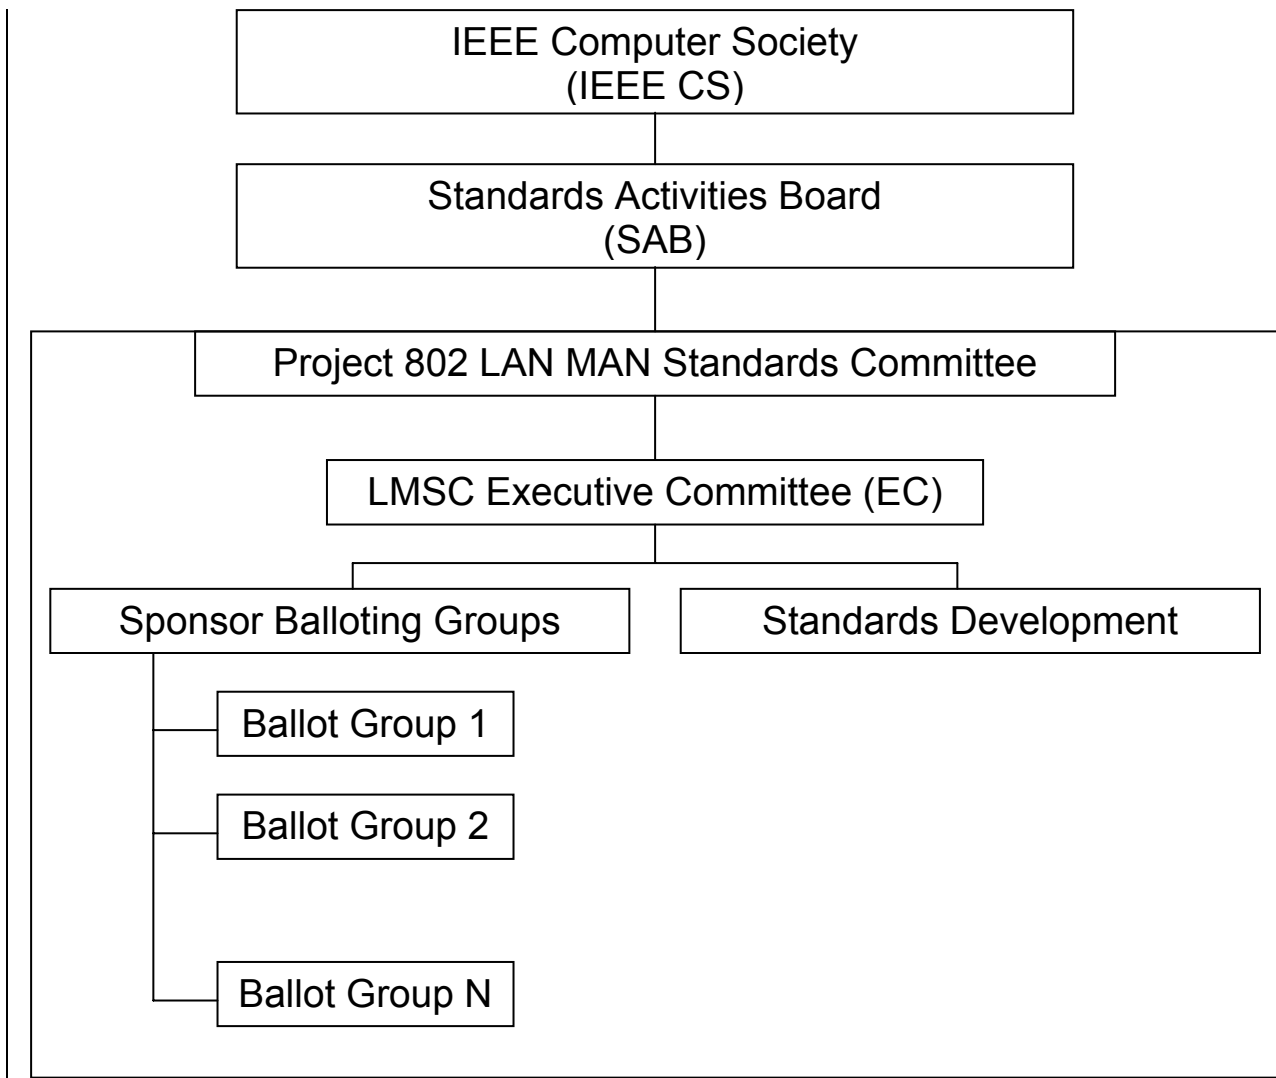 IEEE Computer Society
(IEEE CS)
Standards Activities Board
(SAB)
Project 802 LAN MAN Standards Committee
LMSC Executive Committee (EC)
Sponsor Balloting Groups
Standards Development
Ballot Group 1
Ballot Group 2
Ballot Group N